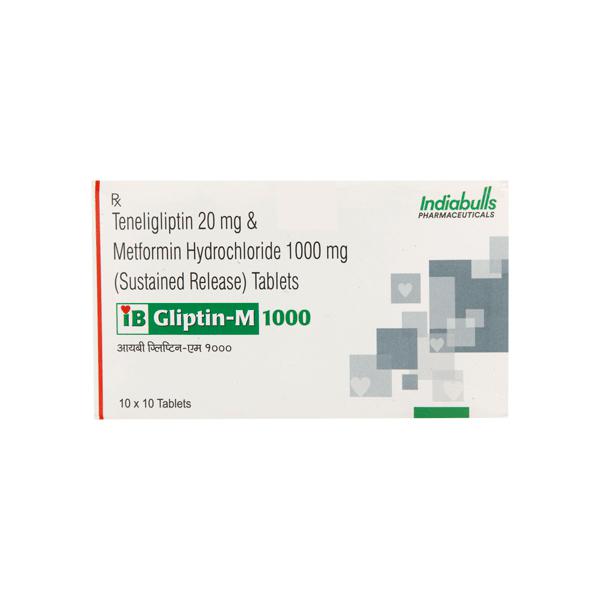 Rx
Indiabulls
PHARMACEUTICALS
Teneligliptin 20 mg &
Metformin Hydrochloride 1000 mg
(Sustained Release) Tablets
iB Gliptin-M 1000
आयबी ग्लिप्टिन-एम १०००
10 x 10 Tablets